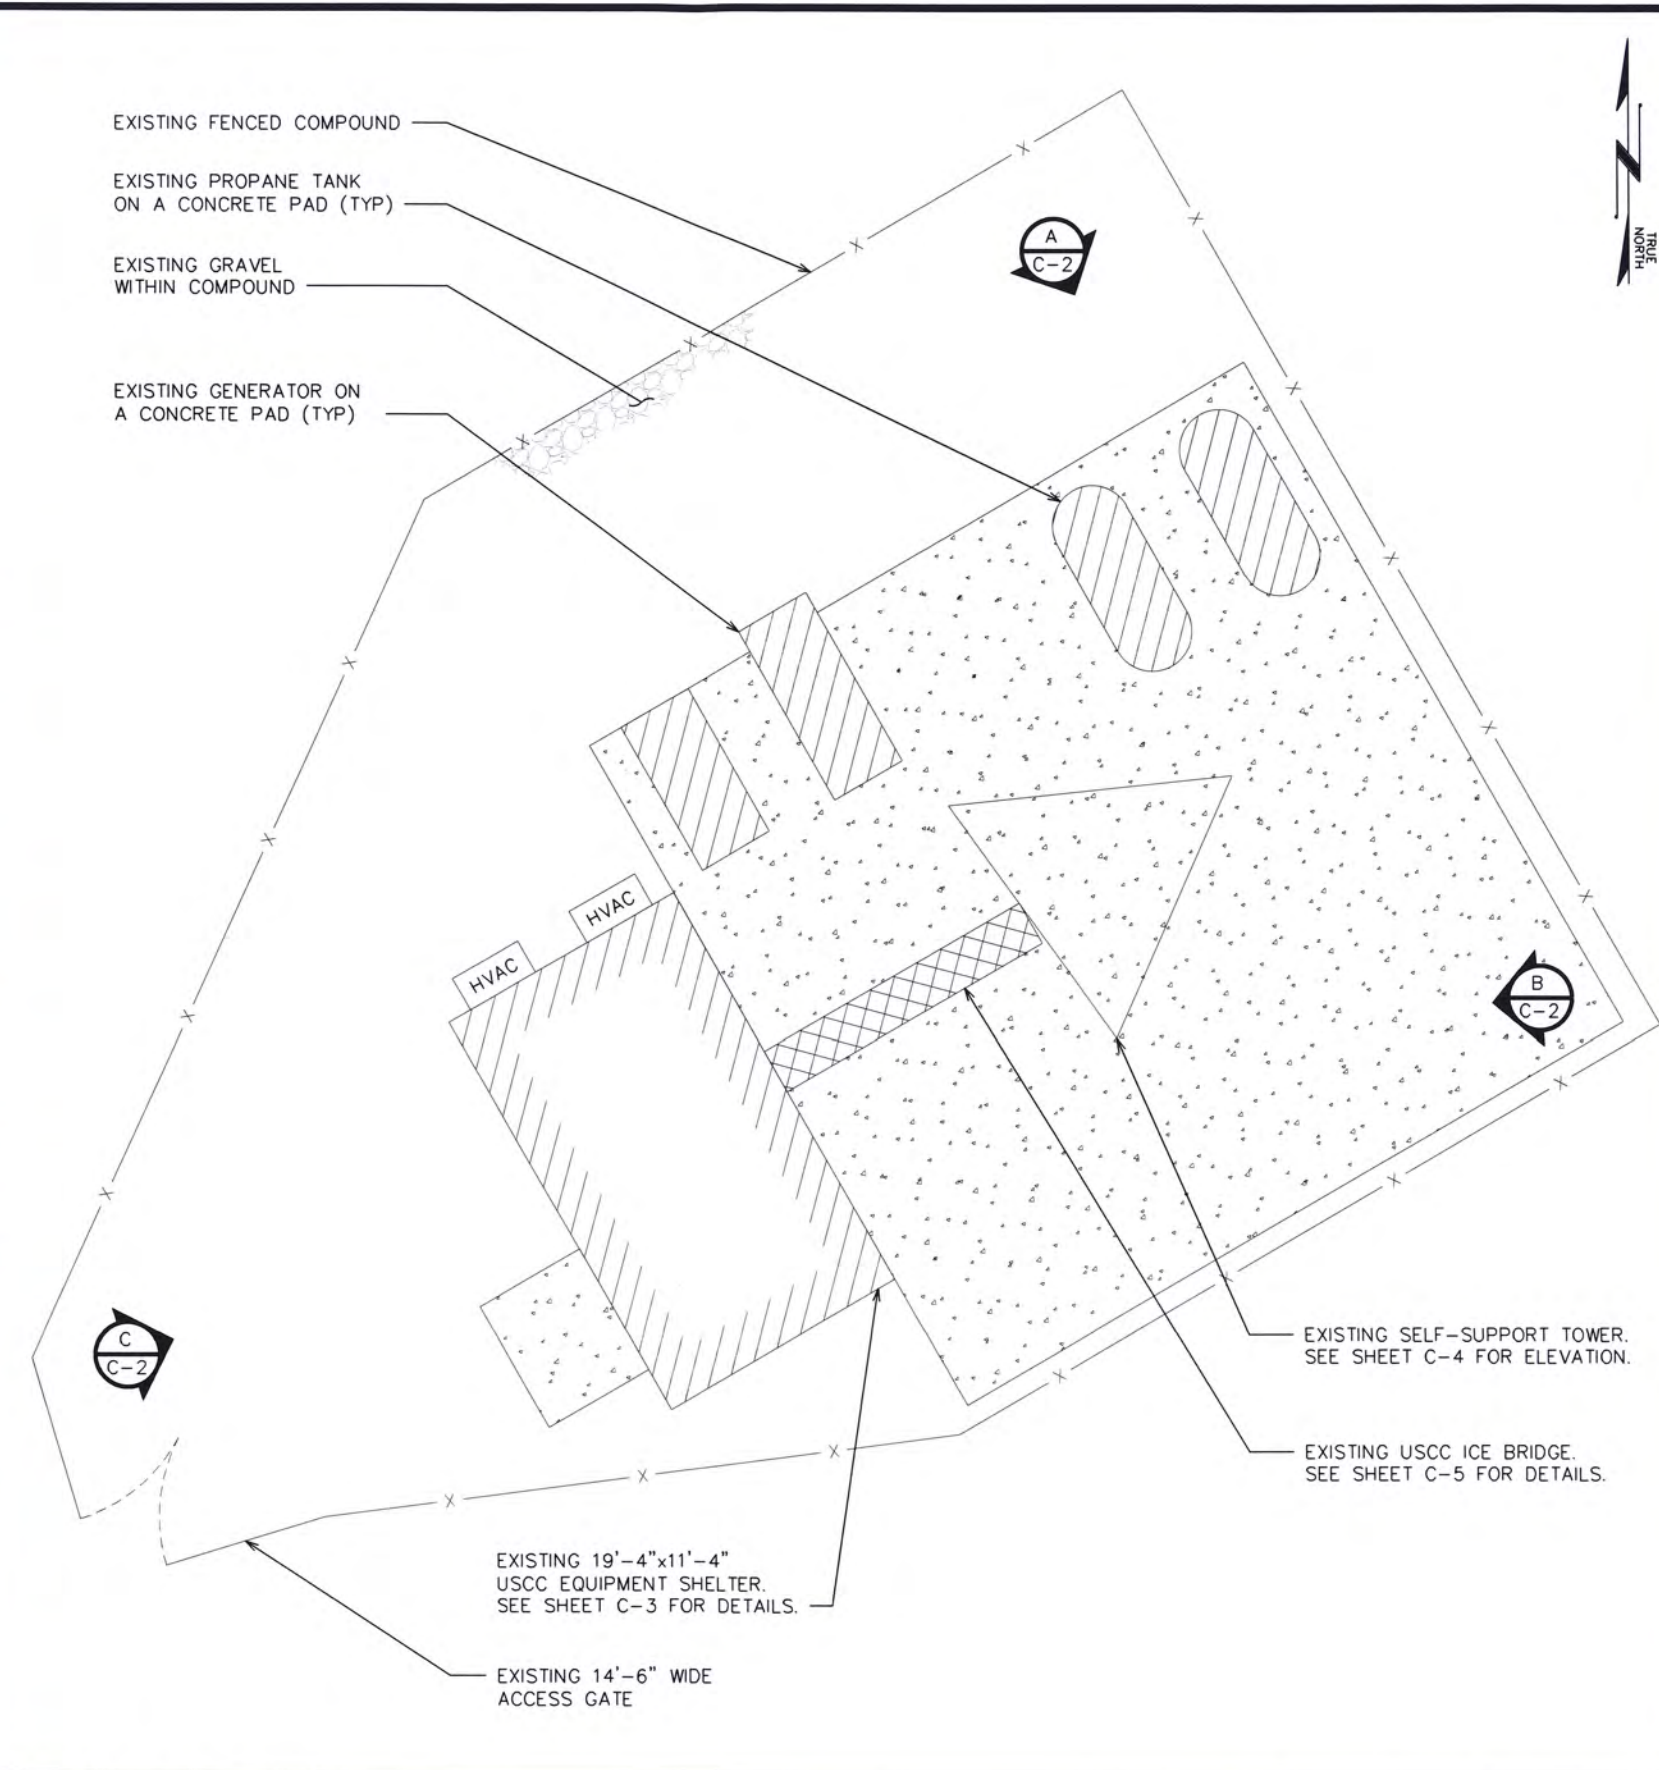 EXISTING FENCED COMPOUND
EXISTING PROPANE TANK
ON A CONCRETE PAD (TYP)
EXISTING GRAVEL
WITHIN COMPOUND
EXISTING GENERATOR ON
A CONCRETE PAD (TYP)
TRUE
NORTH
A
C-2
HVAC
HVAC
B
C-2
C
C-2
EXISTING SELF-SUPPORT TOWER.
SEE SHEET C-4 FOR ELEVATION.
EXISTING USCC ICE BRIDGE.
SEE SHEET C-5 FOR DETAILS.
EXISTING 19'-4"x11'-4"
USCC EQUIPMENT SHELTER.
SEE SHEET C-3 FOR DETAILS.
EXISTING 14'-6" WIDE
ACCESS GATE